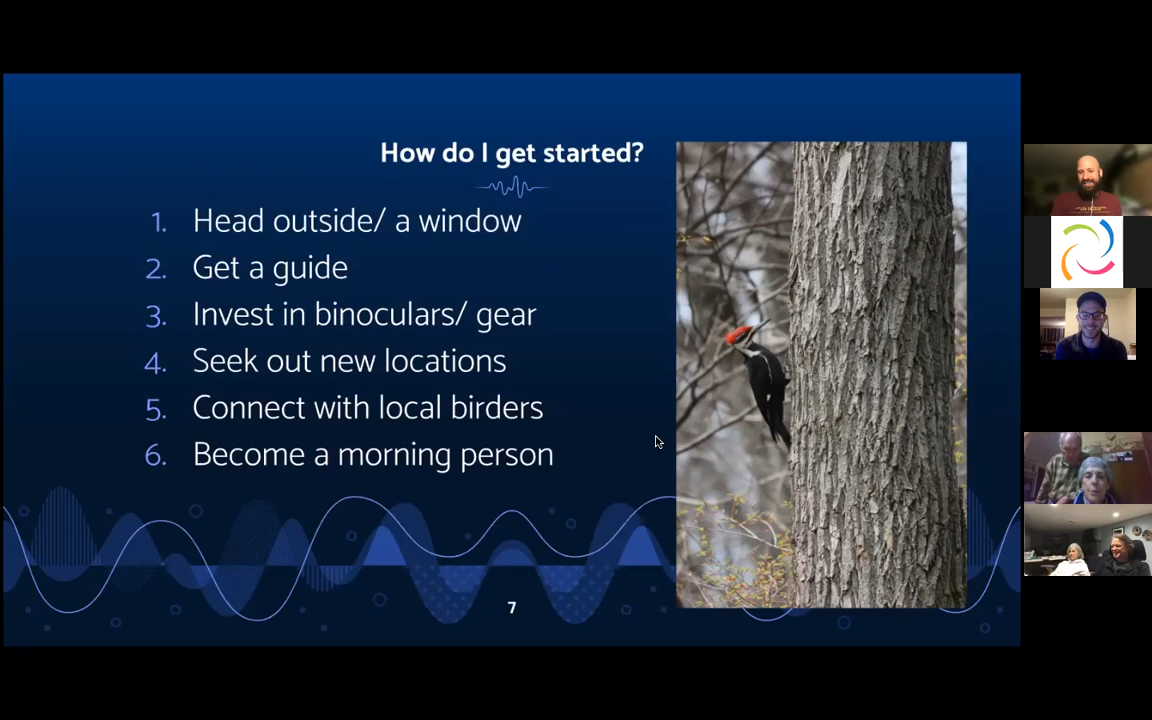 How do I get started?
1. Head outside/ a window
2. Get a guide
3. Invest in binoculars/ gear
4. Seek out new locations
5. Connect with local birders
6. Become a morning person
7